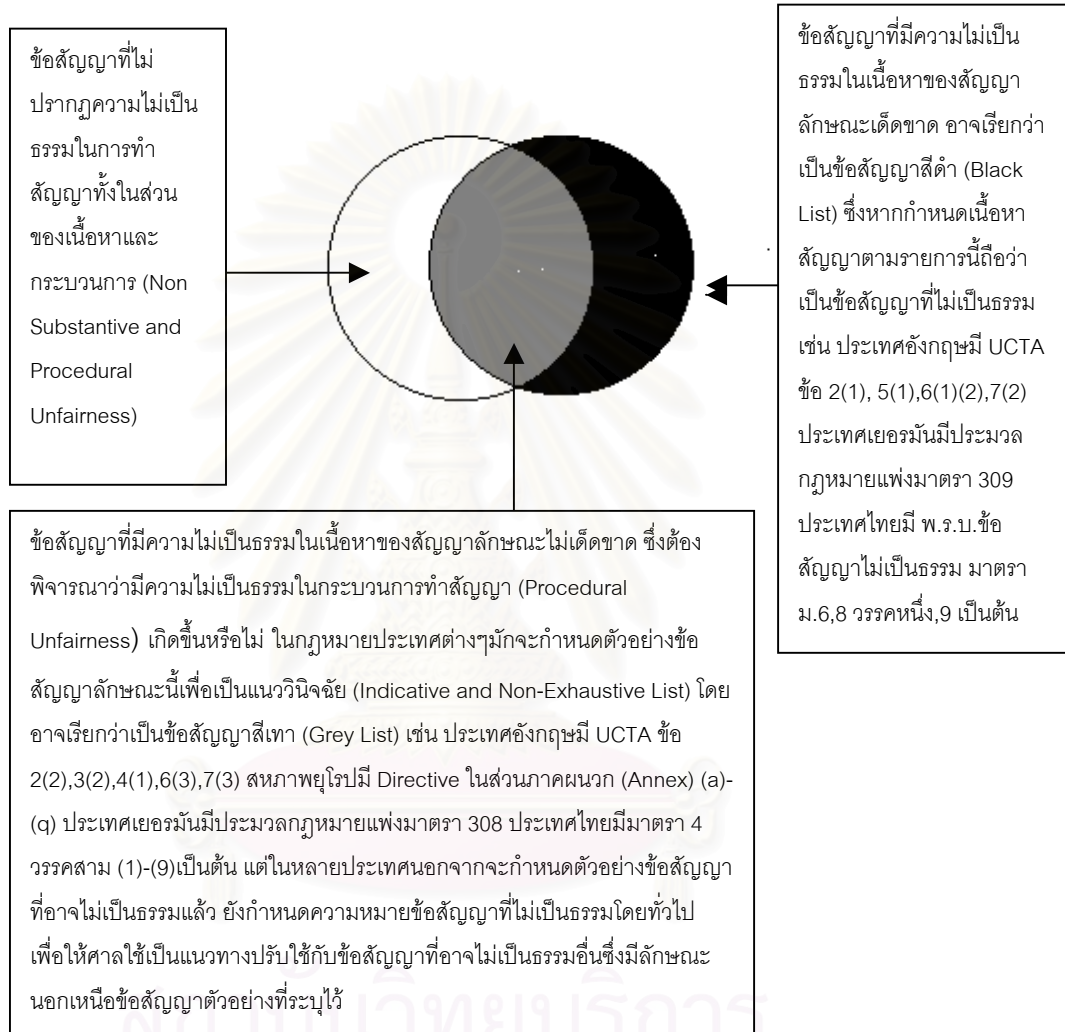 ข้อสัญญาที่ไม่
ปรากฏความไม่เป็น
ธรรมในการทำ
สัญญาทั้งในส่วน
ของเนื้อหาและ
กระบวนการ (Non
Substantive and
Procedural
Unfairness)
ข้อสัญญาที่มีความไม่เป็น
ธรรมในเนื้อหาของสัญญา
ลักษณะเด็ดขาด อาจเรียกว่า
เป็นข้อสัญญาสีดำ (Black
List) ซึ่งหากกำหนดเนื้อหา
สัญญาตามรายการนี้ถือว่า
เป็นข้อสัญญาที่ไม่เป็นธรรม
เช่น ประเทศอังกฤษมี UCTA
ข้อ 2(1), 5(1),6(1)(2),7(2)
ประเทศเยอรมันมีประมวล
กฎหมายแพ่งมาตรา 309
ประเทศไทยมี พ.ร.บ.ข้อ
สัญญาไม่เป็นธรรม มาตรา
ม.6,8 วรรคหนึ่ง,9 เป็นต้น
ข้อสัญญาที่มีความไม่เป็นธรรมในเนื้อหาของสัญญาลักษณะไม่เด็ดขาด ซึ่งต้อง
พิจารณาว่ามีความไม่เป็นธรรมในกระบวนการทำสัญญา (Procedural
Unfairness) เกิดขึ้นหรือไม่ ในกฎหมายประเทศต่างๆมักจะกำหนดตัวอย่างข้อ
สัญญาลักษณะนี้เพื่อเป็นแนววินิจฉัย (Indicative and Non-Exhaustive List) โดย
อาจเรียกว่าเป็นข้อสัญญาสีเทา (Grey List) เช่น ประเทศอังกฤษมี UCTA ข้อ
2(2),3(2),4(1),6(3),7(3) สหภาพยุโรปมี Directive ในส่วนภาคผนวก (Annex) (a)-
(q) ประเทศเยอรมันมีประมวลกฎหมายแพ่งมาตรา 308 ประเทศไทยมีมาตรา 4
วรรคสาม (1)-(9)เป็นต้น แต่ในหลายประเทศนอกจากจะกำหนดตัวอย่างข้อสัญญา
ที่อาจไม่เป็นธรรมแล้ว ยังกำหนดความหมายข้อสัญญาที่ไม่เป็นธรรมโดยทั่วไป
เพื่อให้ศาลใช้เป็นแนวทางปรับใช้กับข้อสัญญาที่อาจไม่เป็นธรรมอื่นซึ่งมีลักษณะ
นอกเหนือข้อสัญญาตัวอย่างที่ระบุไว้